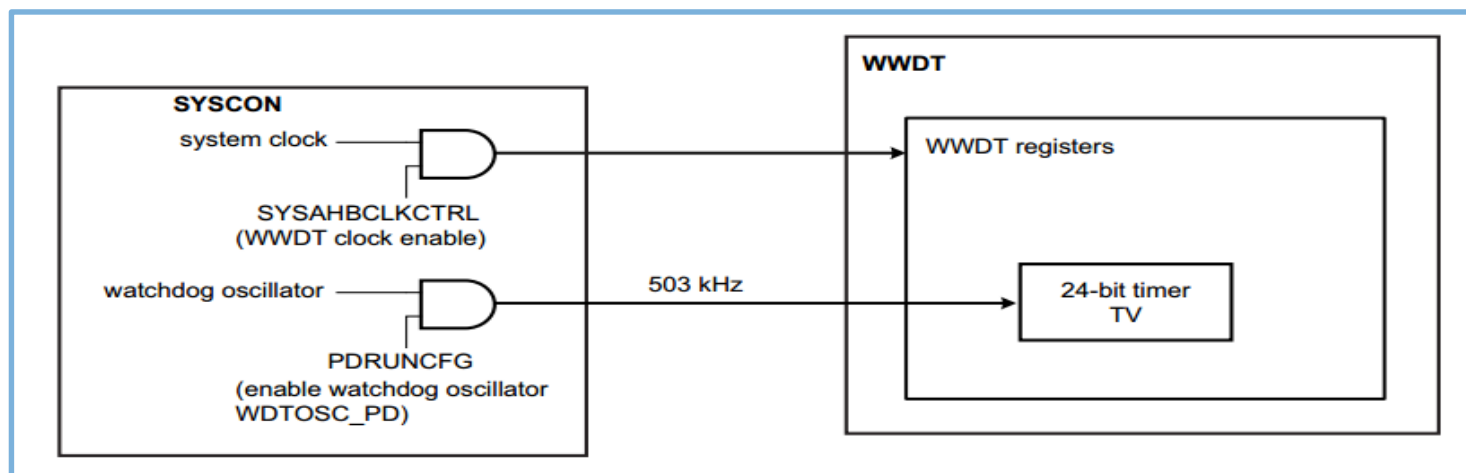 SYSCON
system clock
SYSAHBCLKCTRL
(WWDT clock enable)
watchdog oscillator
PDRUNCFG
(enable watchdog oscillator
WDTOSC_PD)
503 kHz
WWDT
WWDT registers
24-bit timer
TV